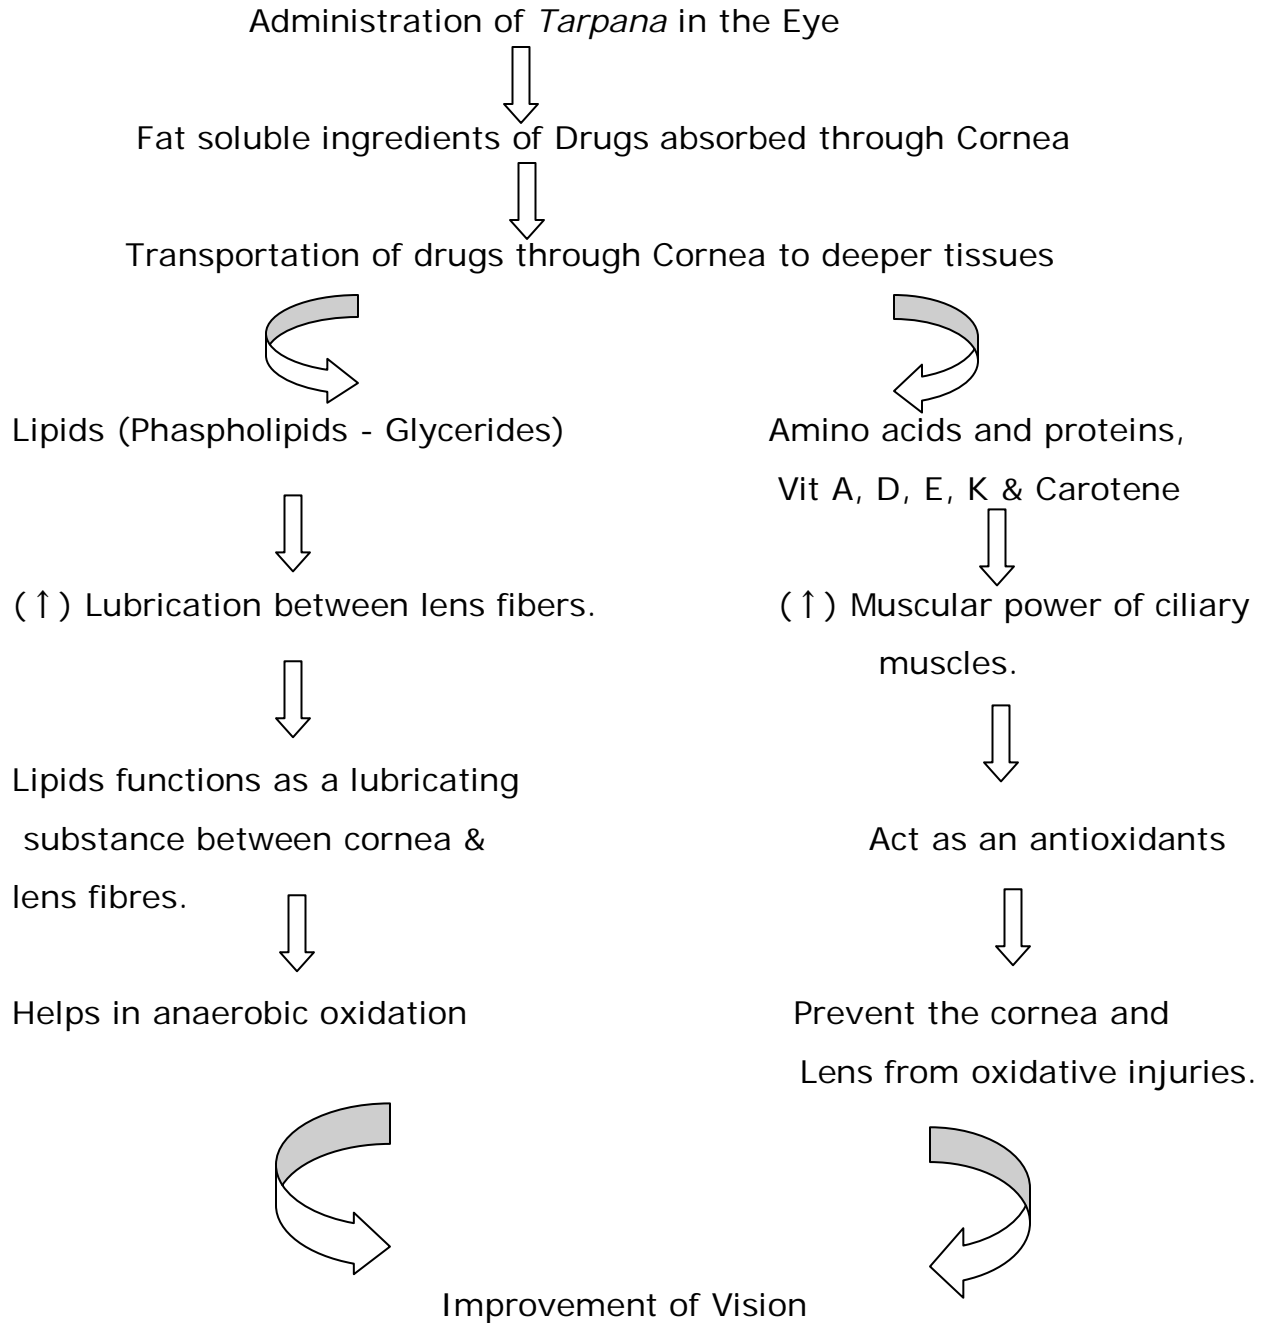 Administration of Tarpana in the Eye
Fat soluble ingredients of Drugs absorbed through Cornea
Transportation of drugs through Cornea to deeper tissues
Lipids (Phaspholipids - Glycerides)
(↑) Lubrication between lens fibers.
Lipids functions as a lubricating
substance between cornea &
lens fibres.
Helps in anaerobic oxidation
Amino acids and proteins,
Vit A, D, E, K & Carotene
(↑) Muscular power of ciliary
muscles.
Act as an antioxidants
Prevent the cornea and
Lens from oxidative injuries.
Improvement of Vision